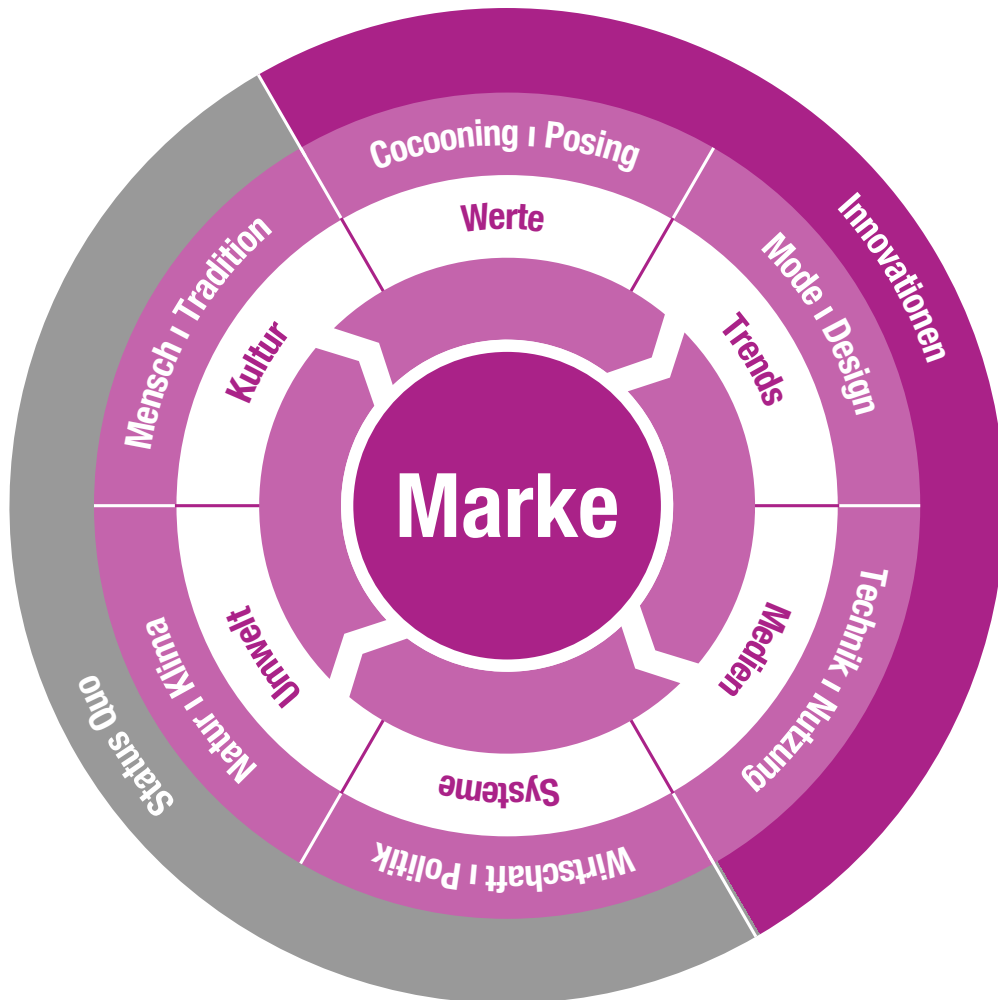 Cocooning ı Posing
Werte
Innovationen
Mode ı Design
Trends
Mensch ı Tradition
Kultur
Marke
Technik ı Nutzung
Medien
Umwelt
Natur ı Klima
Status Quo
Systeme
Wirtschaft ı Politik